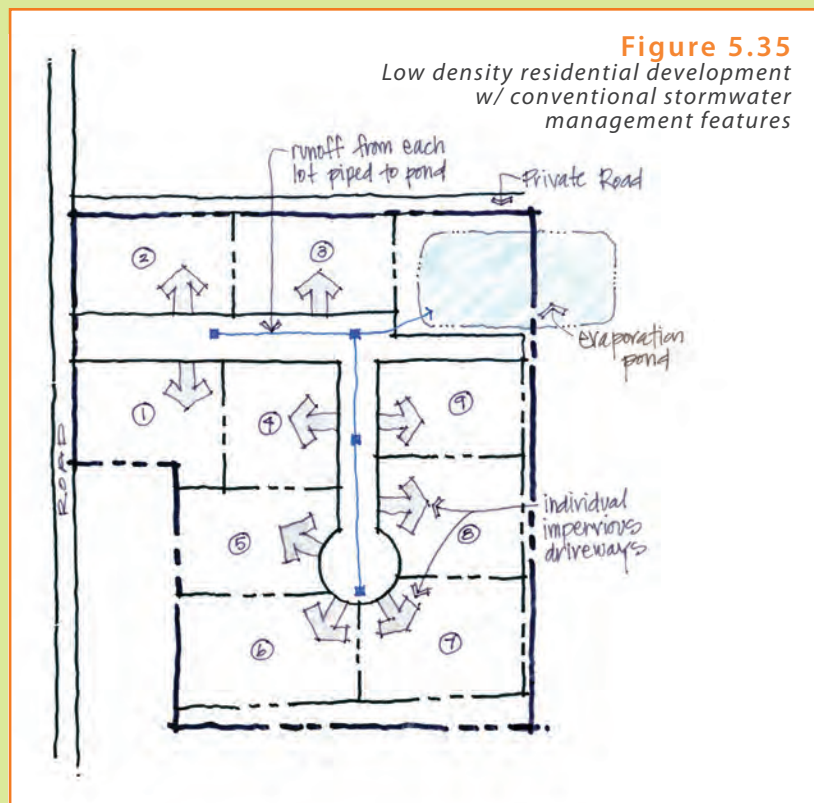 Figure 5.35
Low density residential development
w/ conventional stormwater
management features
runoff from each
lot piped to pond
Private Road
②
③
evaporation
pond
①
④
⑨
ROAD
individual
impervious
driveways
⑤
⑧
⑥
⑦